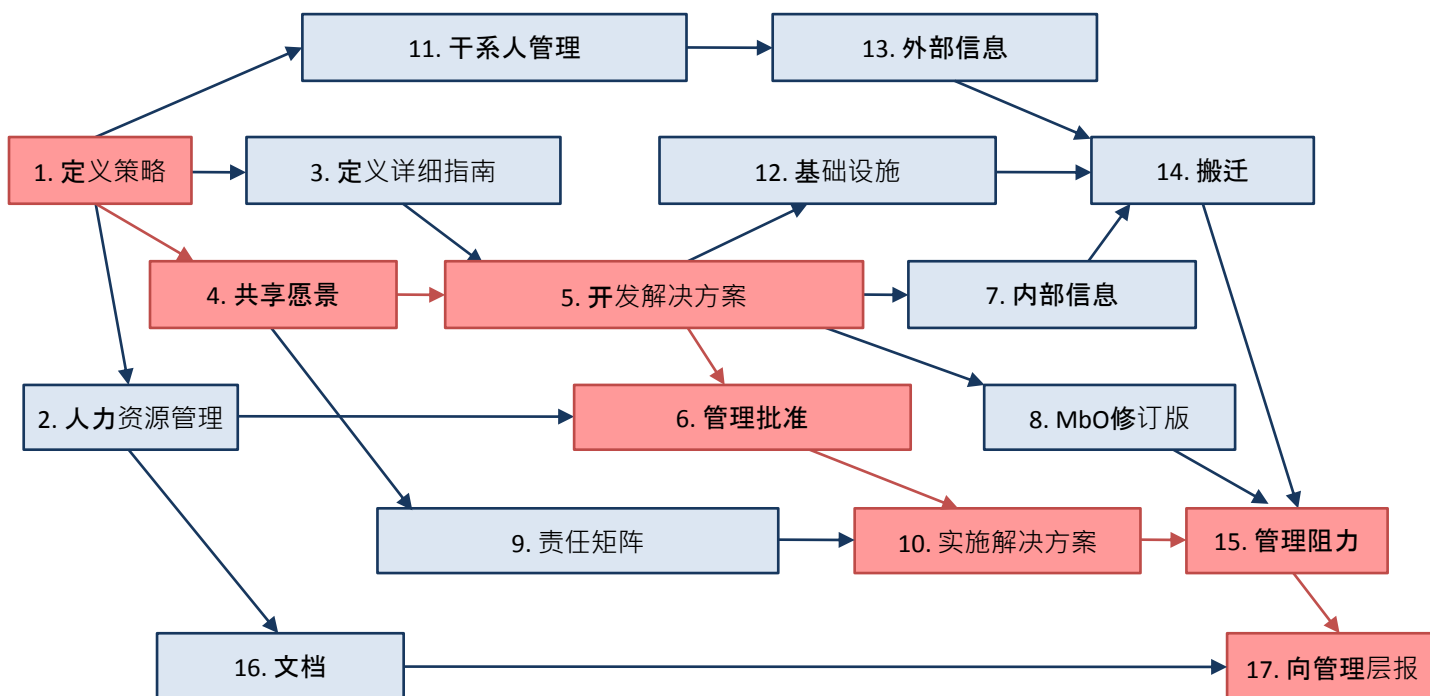 11. 干系人管理
13. 外部信息
1. 定义策略
3. 定义详细指南
12. 基础设施
14. 搬迁
4. 共享愿景
5. 开发解决方案
7. 内部信息
2. 人力资源管理
6. 管理批准
8. MbO修订版
9. 责任矩阵
10. 实施解决方案
15. 管理阻力
16. 文档
17. 向管理层报